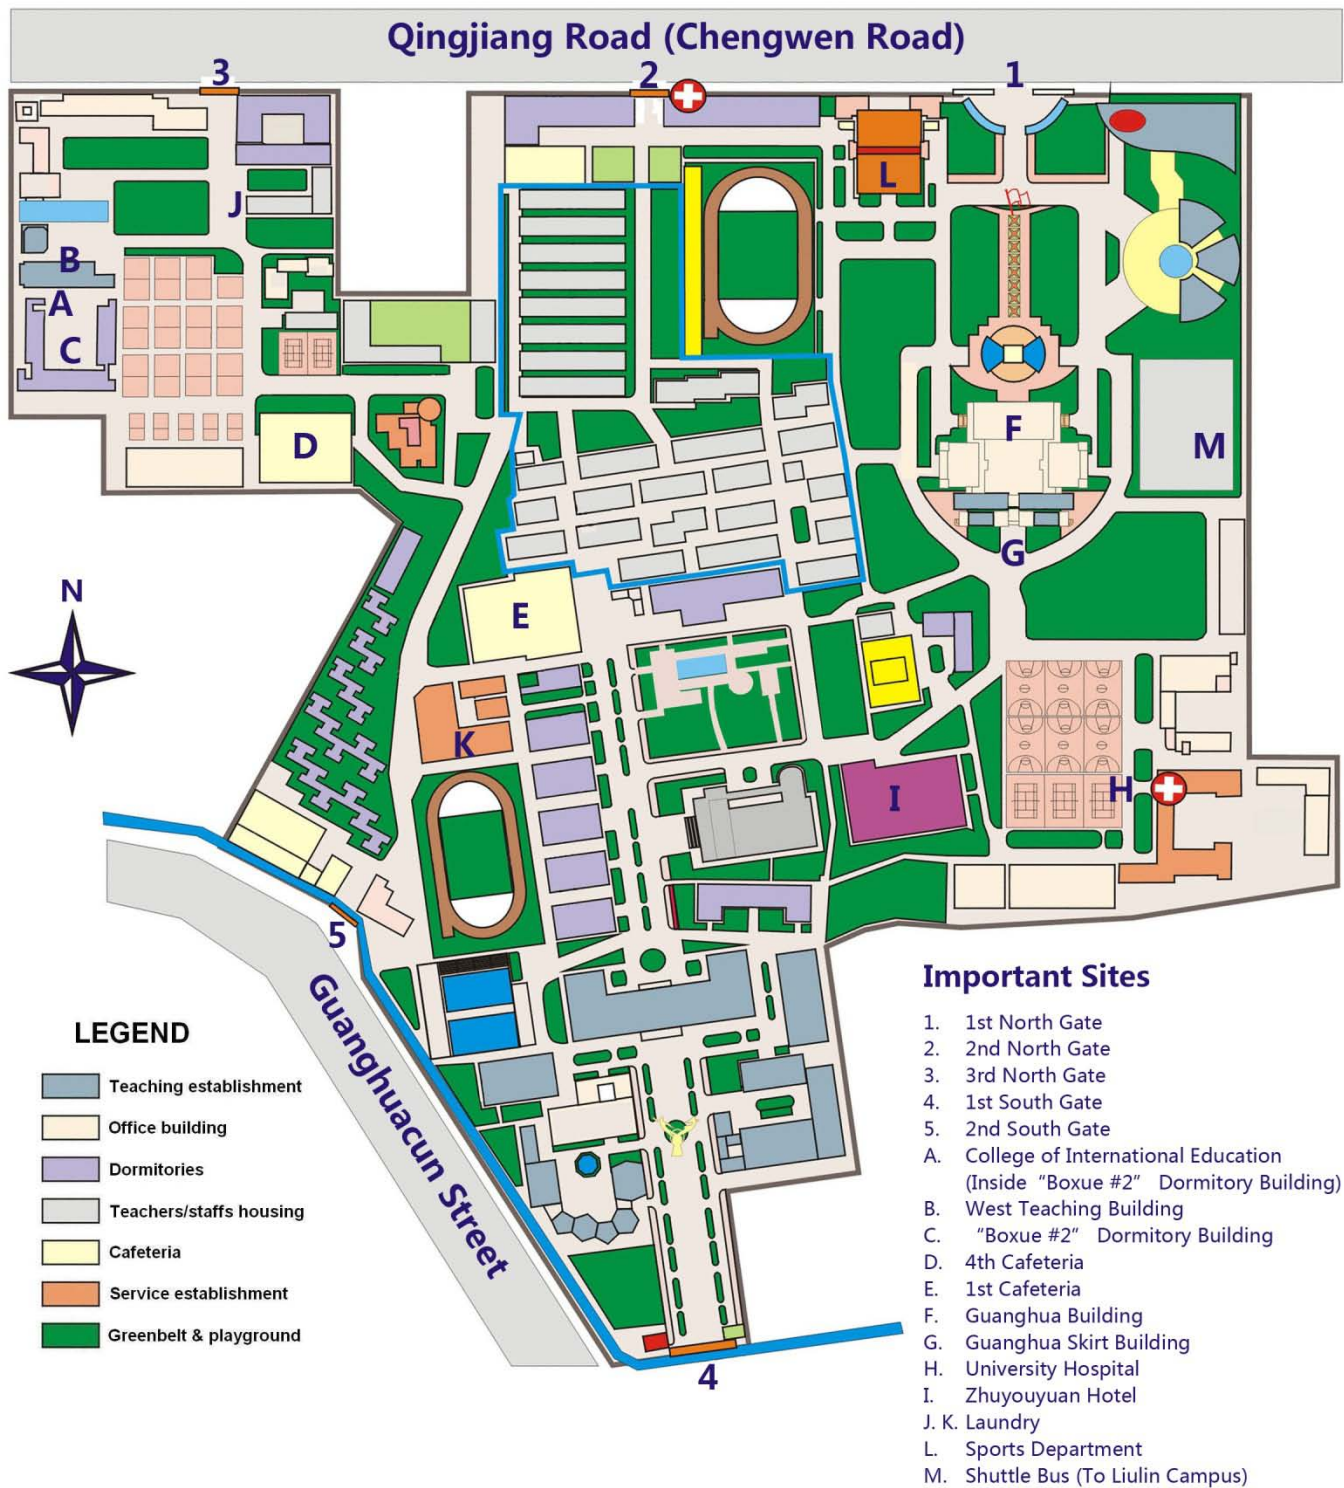 Qingjiang Road (Chengwen Road)
3
2
1
L
J
B
A
C
D
F
M
G
N
E
K
I
H
5
Guanghuacun Street
4
LEGEND
Teaching establishment
Office building
Dormitories
Teachers/staffs housing
Cafeteria
Service establishment
Greenbelt & playground
Important Sites
1. 1st North Gate
2. 2nd North Gate
3. 3rd North Gate
4. 1st South Gate
5. 2nd South Gate
A. College of International Education
(Inside “Boxue #2” Dormitory Building)
B. West Teaching Building
C. “Boxue #2” Dormitory Building
D. 4th Cafeteria
E. 1st Cafeteria
F. Guanghua Building
G. Guanghua Skirt Building
H. University Hospital
I. Zhuyouyuan Hotel
J. K. Laundry
L. Sports Department
M. Shuttle Bus (To Liulin Campus)